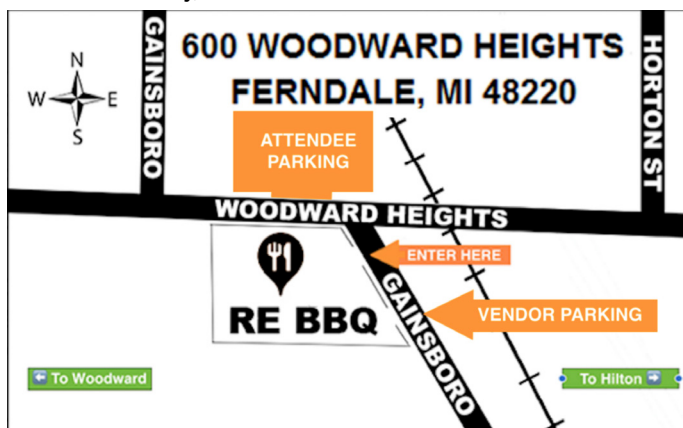 600 WOODWARD HEIGHTS
FERNDALE, MI 48220
GAINSBORO
HORTON ST
N
W
E
S
ATTENDEE
PARKING
WOODWARD HEIGHTS
ENTER HERE
GAINSBORO
RE BBQ
VENDOR PARKING
To Woodward
To Hilton